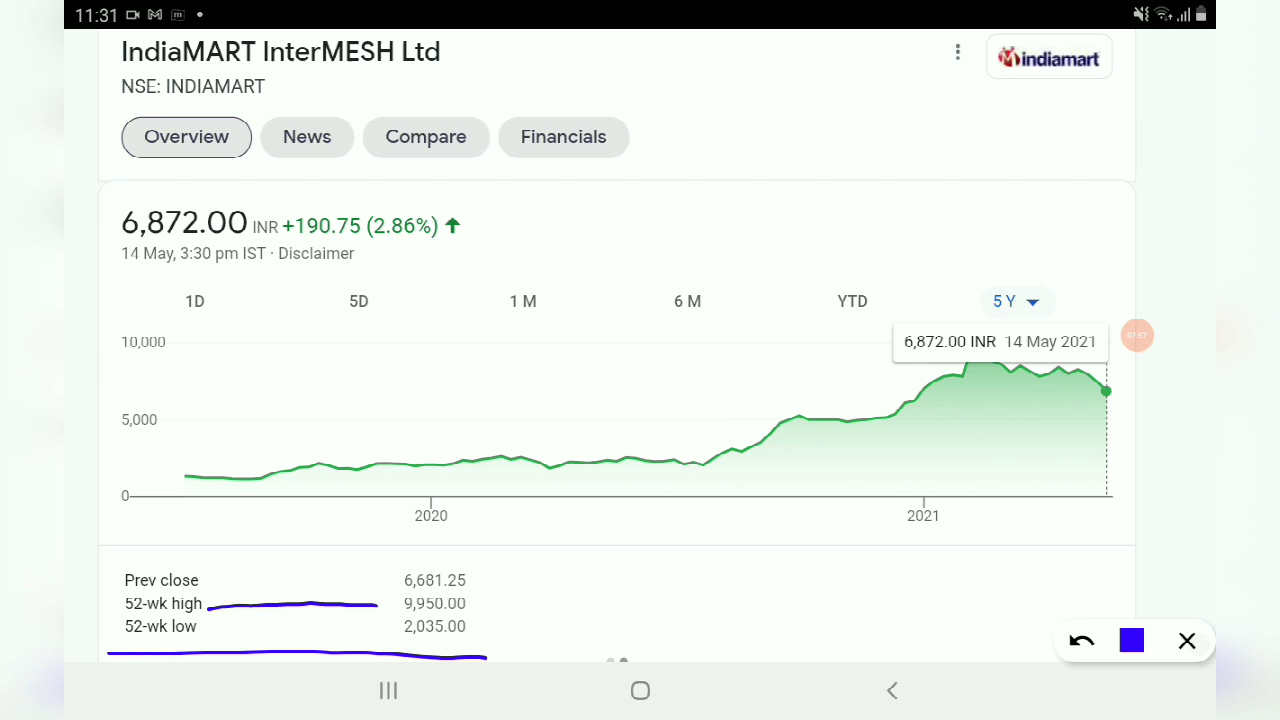 11:31
IndiaMART InterMESH Ltd
indiamart
NSE: INDIAMART
Overview News Compare Financials
6,872.00 INR +190.75 (2.86%)
14 May, 3:30 pm IST · Disclaimer
1D 5D 1 M 6 M YTD 5 Y
6,872.00 INR 14 May 2021
10,000
5,000
0
2020 2021
Prev close 6,681.25
52-wk high 9,950.00
52-wk low 2,035.00